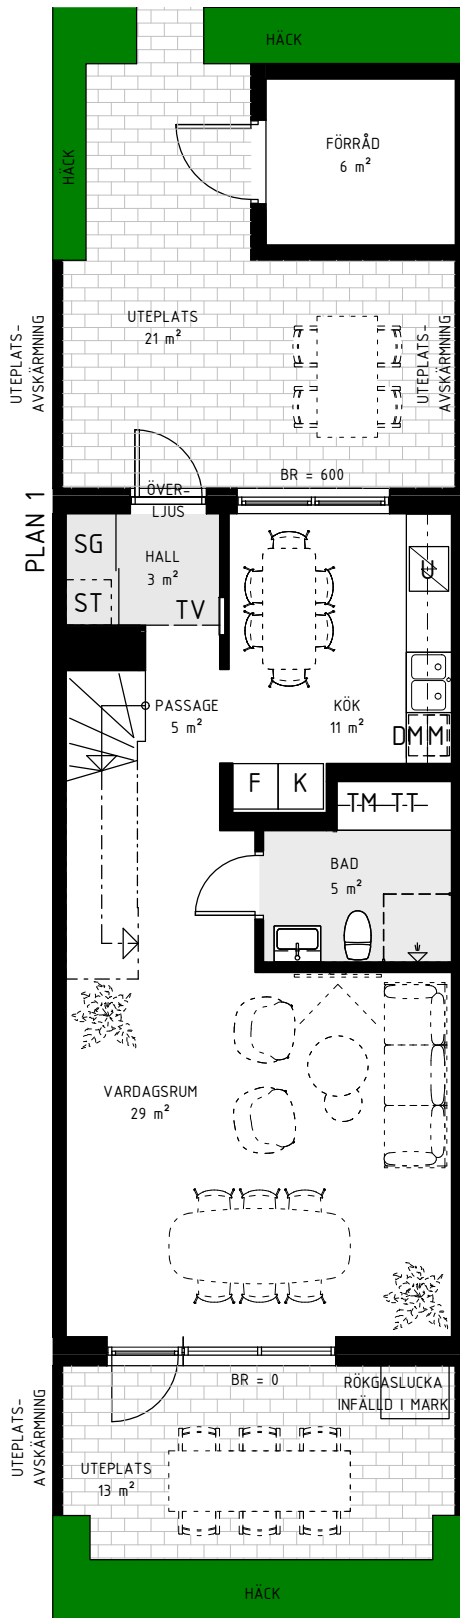 HÄCK
HÄCK
FÖRRÅD
6 m²
UTEPLATS
21 m²
UTEPLATS-
AVSKÄRMNING
UTEPLATS-
AVSKÄRMNING
BR = 600
PLAN 1
ÖVER-
LJUS
SG
HALL
3 m²
ST
TV
U
PASSAGE
5 m²
KÖK
11 m²
DM M
F K
TM TT
BAD
5 m²
VARDAGSRUM
29 m²
BR = 0
RÖKGASLUCKA
INFÄLLD I MARK
UTEPLATS-
AVSKÄRMNING
UTEPLATS
13 m²
HÄCK